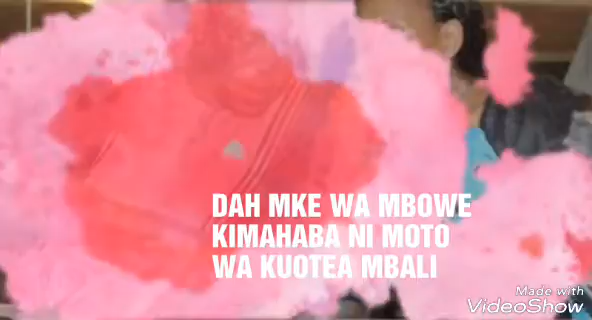 DAH MKE WA MBOWE
KIMAHABA NI MOTO
WA KUOTEA MBALI
Made with
VideoShow